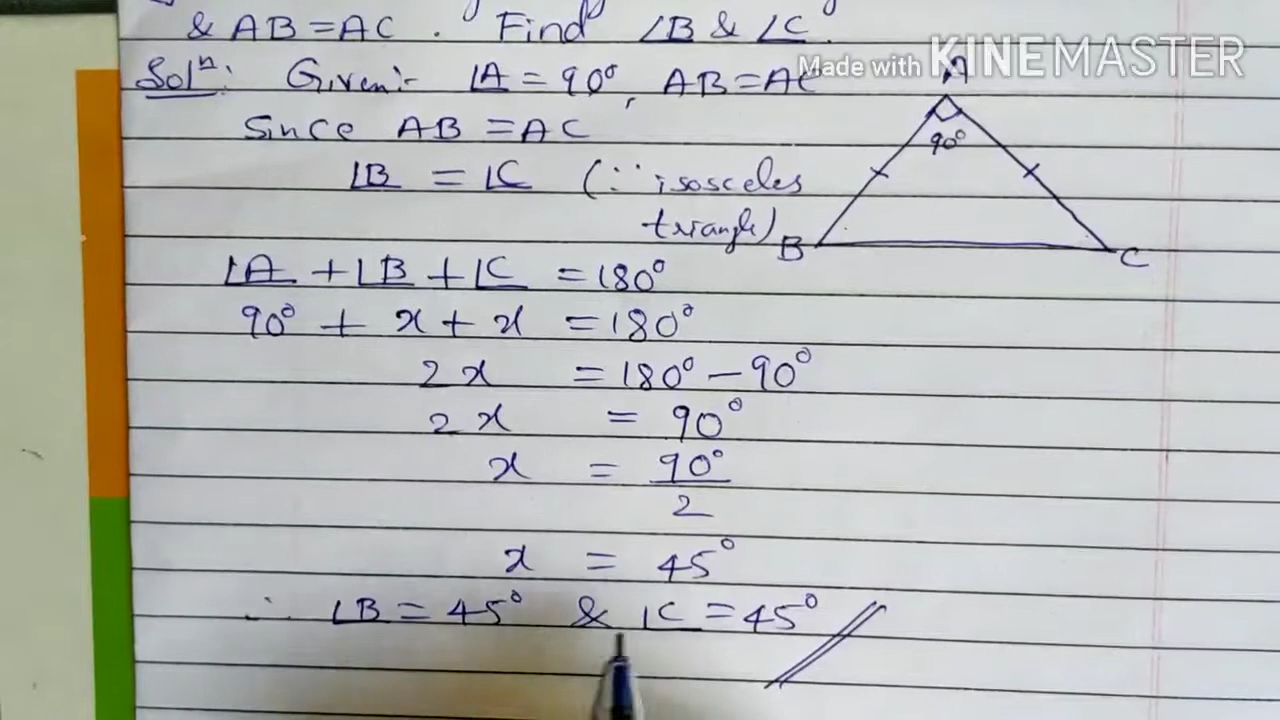 & AB = AC . Find ∠B & ∠C.
Made with KINEMASTER
Solⁿ: Given:- ∠A = 90°, AB = AC
Since AB = AC
∠B = ∠C (∵ isosceles
triangle)
A
90°
B
C
∠A + ∠B + ∠C = 180°
90° + x + x = 180°
2x = 180° - 90°
2x = 90°
x = 90°
2
x = 45°
∴ ∠B = 45° & ∠C = 45°